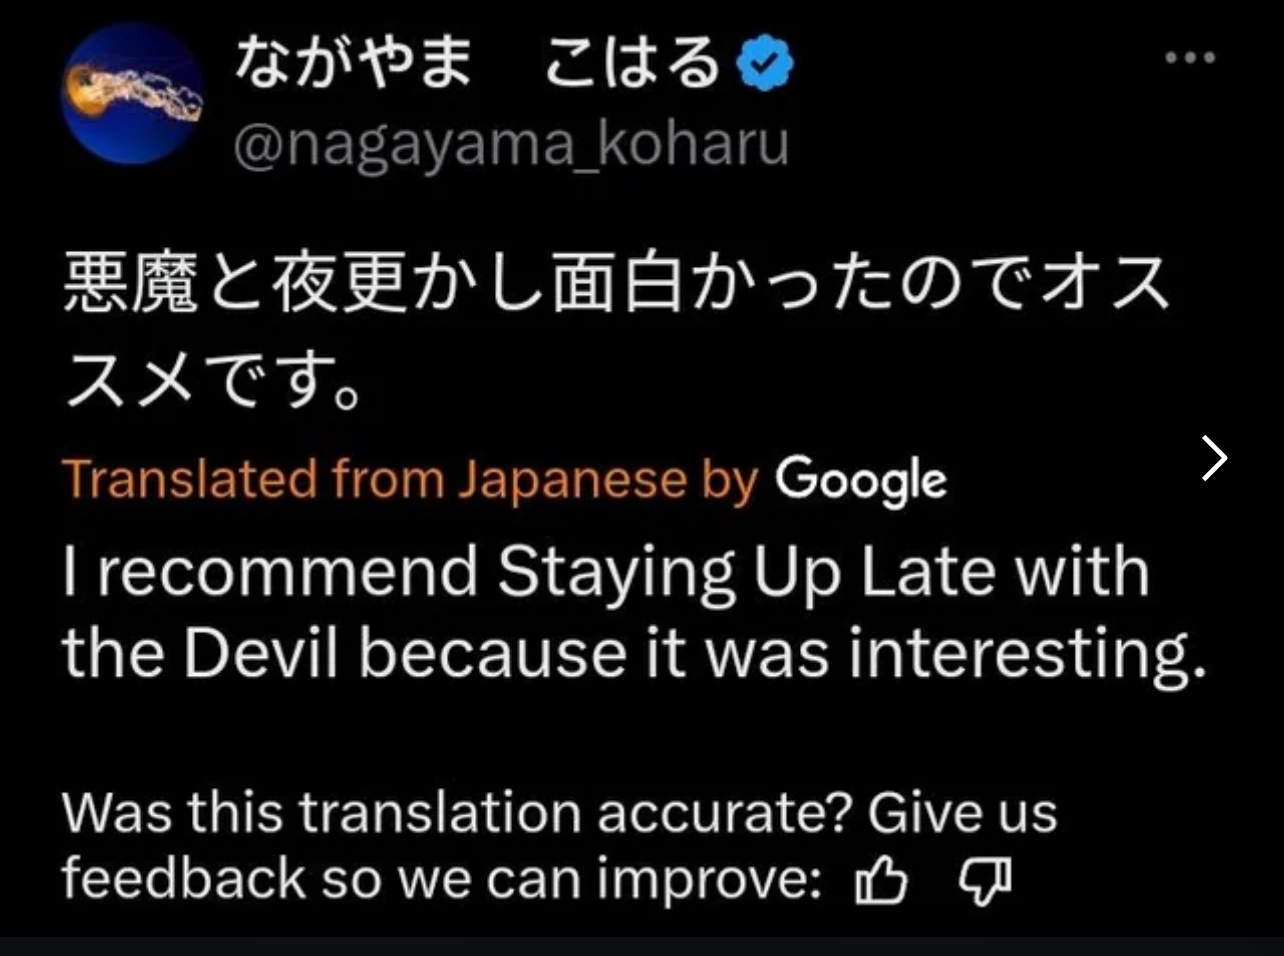 ながやま　こはる
@nagayama_koharu
悪魔と夜更かし面白かったのでオス
スメです。
Translated from Japanese by Google
I recommend Staying Up Late with
the Devil because it was interesting.
Was this translation accurate? Give us
feedback so we can improve: